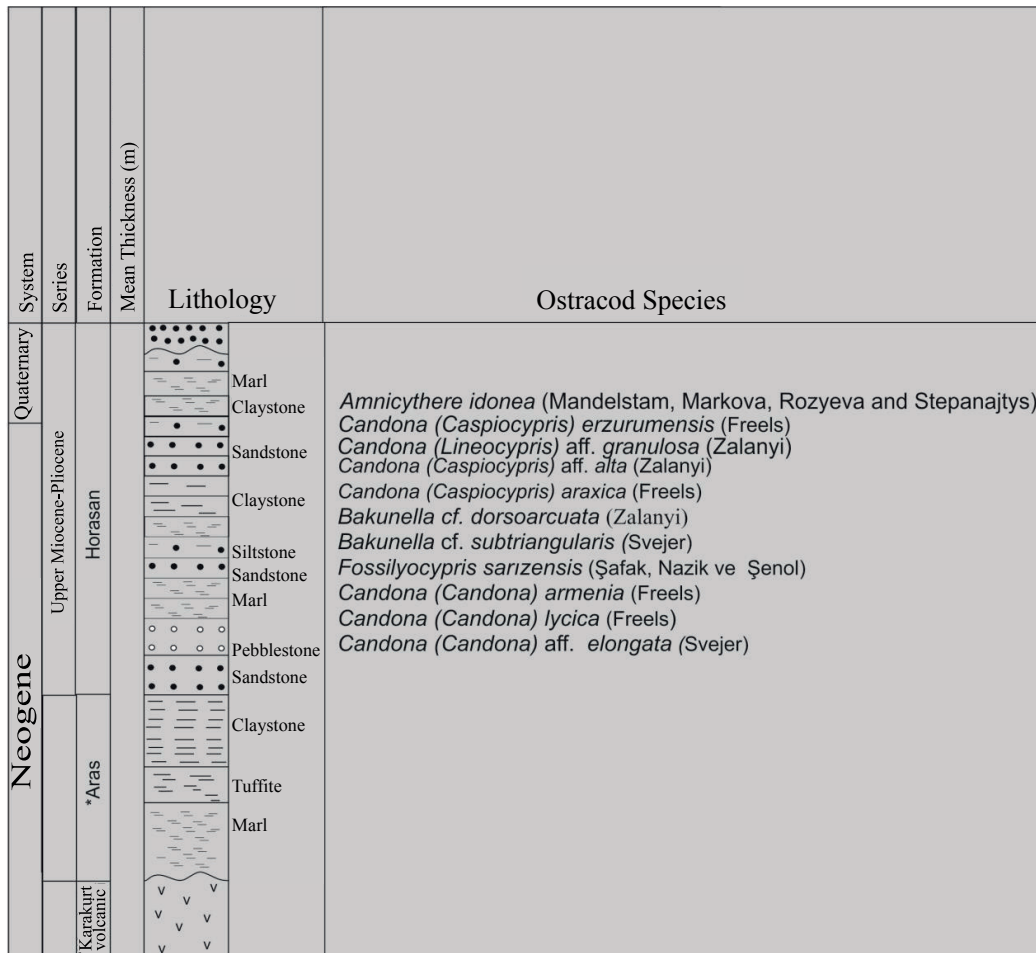 System
Series
Formation
Mean Thickness (m)
Lithology
Ostracod Species
Quaternary
Neogene
Upper Miocene-Pliocene
Horasan
*Aras
Karakurt
volcanic
Marl
Claystone
Sandstone
Claystone
Siltstone
Sandstone
Marl
Pebblestone
Sandstone
Claystone
Tuffite
Marl
v v
v v
v
v v
Amnicythere idonea (Mandelstam, Markova, Rozyeva and Stepanajtys)
Candona (Caspiocypris) erzurumensis (Freels)
Candona (Lineocypris) aff. granulosa (Zalanyi)
Candona (Caspiocypris) aff. alta (Zalanyi)
Candona (Caspiocypris) araxica (Freels)
Bakunella cf. dorsoarcuata (Zalanyi)
Bakunella cf. subtriangularis (Svejer)
Fossilyocypris sarızensis (Şafak, Nazik ve Şenol)
Candona (Candona) armenia (Freels)
Candona (Candona) lycica (Freels)
Candona (Candona) aff. elongata (Svejer)